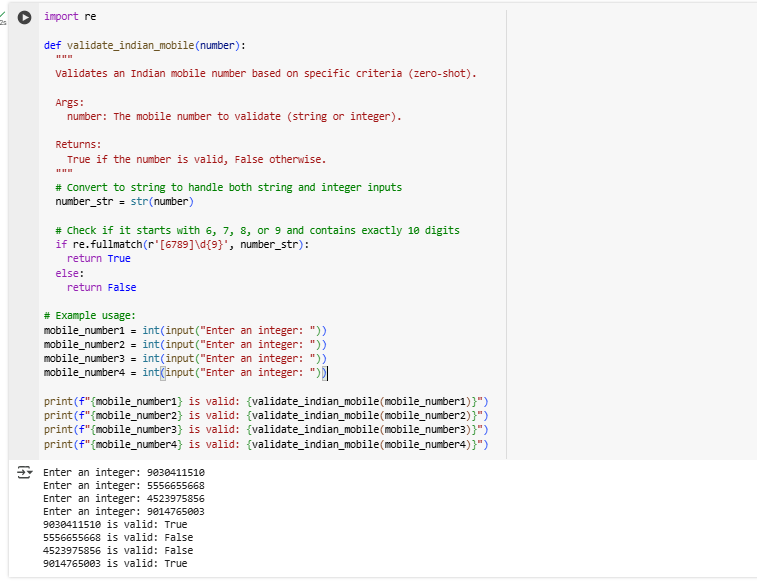 2s
import re
def validate_indian_mobile(number):
"""
Validates an Indian mobile number based on specific criteria (zero-shot).
Args:
number: The mobile number to validate (string or integer).
Returns:
True if the number is valid, False otherwise.
"""
# Convert to string to handle both string and integer inputs
number_str = str(number)
# Check if it starts with 6, 7, 8, or 9 and contains exactly 10 digits
if re.fullmatch(r'[6789]\d{9}', number_str):
return True
else:
return False
# Example usage:
mobile_number1 = int(input("Enter an integer: "))
mobile_number2 = int(input("Enter an integer: "))
mobile_number3 = int(input("Enter an integer: "))
mobile_number4 = int(input("Enter an integer: "))
print(f"{mobile_number1} is valid: {validate_indian_mobile(mobile_number1)}")
print(f"{mobile_number2} is valid: {validate_indian_mobile(mobile_number2)}")
print(f"{mobile_number3} is valid: {validate_indian_mobile(mobile_number3)}")
print(f"{mobile_number4} is valid: {validate_indian_mobile(mobile_number4)}")
Enter an integer: 9030411510
Enter an integer: 5556655668
Enter an integer: 4523975856
Enter an integer: 9014765003
9030411510 is valid: True
5556655668 is valid: False
4523975856 is valid: False
9014765003 is valid: True